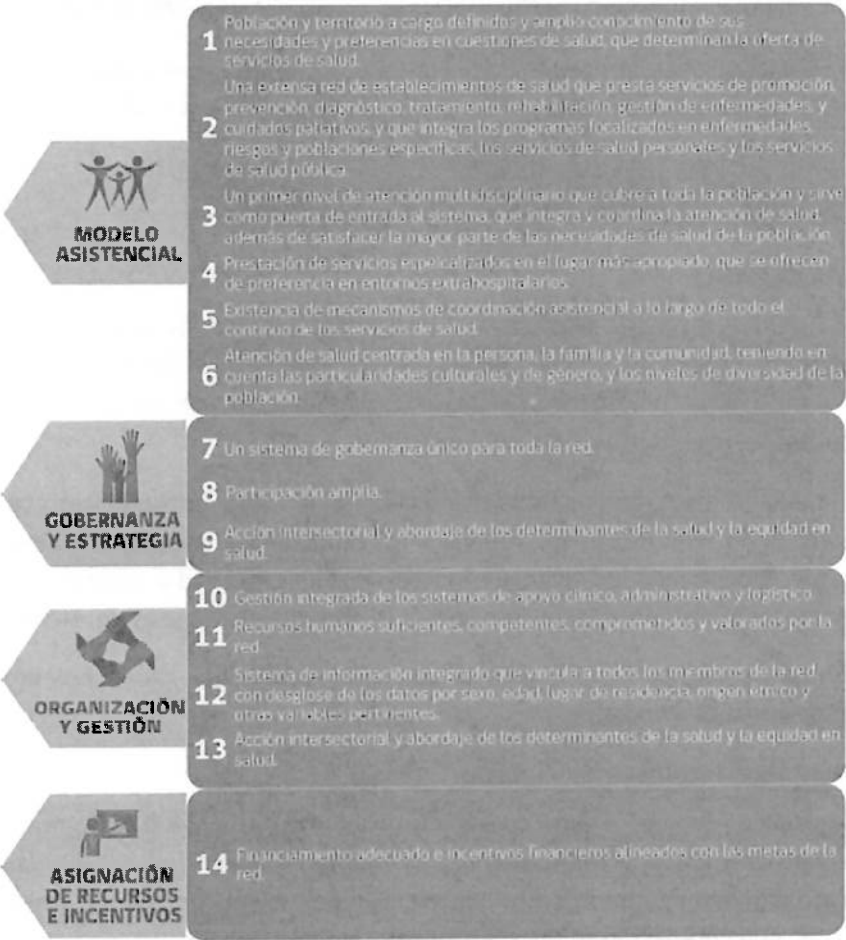 MODELO
ASISTENCIAL
1 Población y territorio a cargo definidos y amplio conocimiento de sus
necesidades y preferencias en cuestiones de salud, que determinan la oferta de
servicios de salud.
2 Una extensa red de establecimientos de salud que presta servicios de promoción,
prevención, diagnóstico, tratamiento, rehabilitación, gestión de enfermedades, y
cuidados paliativos, y que integra los programas focalizados en enfermedades,
riesgos y poblaciones específicas, los servicios de salud personales y los servicios
de salud pública.
3 Un primer nivel de atención multidisciplinario que cubre a toda la población y sirve
como puerta de entrada al sistema, que integra y coordina la atención de salud,
además de satisfacer la mayor parte de las necesidades de salud de la población.
4 Prestación de servicios espeicalizados en el lugar más apropiado, que se ofrecen
de preferencia en entornos extrahospitalarios.
5 Existencia de mecanismos de coordinación asistencial a lo largo de todo el
continuo de los servicios de salud.
6 Atención de salud centrada en la persona, la familia y la comunidad, teniendo en
cuenta las particularidades culturales y de género, y los niveles de diversidad de la
población.
GOBERNANZA
Y ESTRATEGIA
7 Un sistema de gobernanza único para toda la red.
8 Participación amplia.
9 Acción intersectorial y abordaje de los determinantes de la salud y la equidad en
salud.
ORGANIZACIÓN
Y GESTIÓN
10 Gestión integrada de los sistemas de apoyo clínico, administrativo y logístico.
11 Recursos humanos suficientes, competentes, comprometidos y valorados por la
red.
12 Sistema de información integrado que vincula a todos los miembros de la red
con desglose de los datos por sexo, edad, lugar de residencia, origen étnico y
otras variables pertinentes.
13 Acción intersectorial y abordaje de los determinantes de la salud y la equidad en
salud.
ASIGNACIÓN
DE RECURSOS
E INCENTIVOS
14 Financiamiento adecuado e incentivos financieros alineados con las metas de la
red.